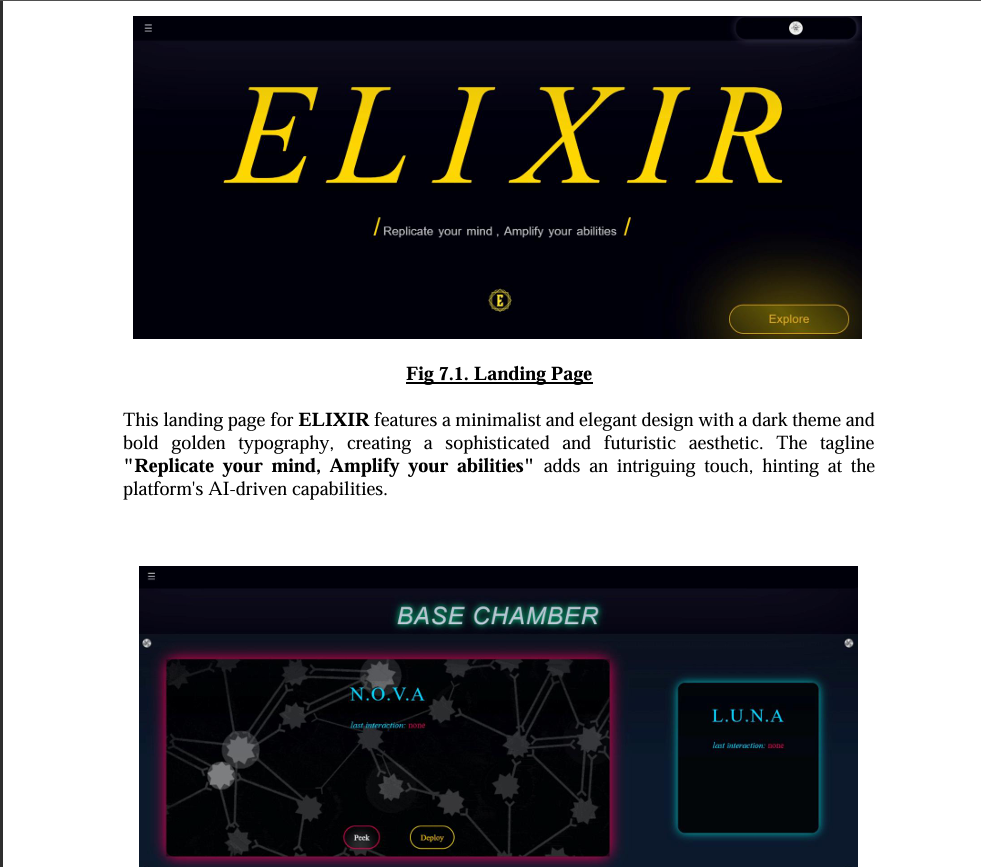 ☰
ELIXIR
/ Replicate your mind , Amplify your abilities /
E
Explore
Fig 7.1. Landing Page
This landing page for ELIXIR features a minimalist and elegant design with a dark theme and
bold golden typography, creating a sophisticated and futuristic aesthetic. The tagline
"Replicate your mind, Amplify your abilities" adds an intriguing touch, hinting at the
platform's AI-driven capabilities.
☰
BASE CHAMBER
N.O.V.A
last interaction: none
Peek
Deploy
L.U.N.A
last interaction: none